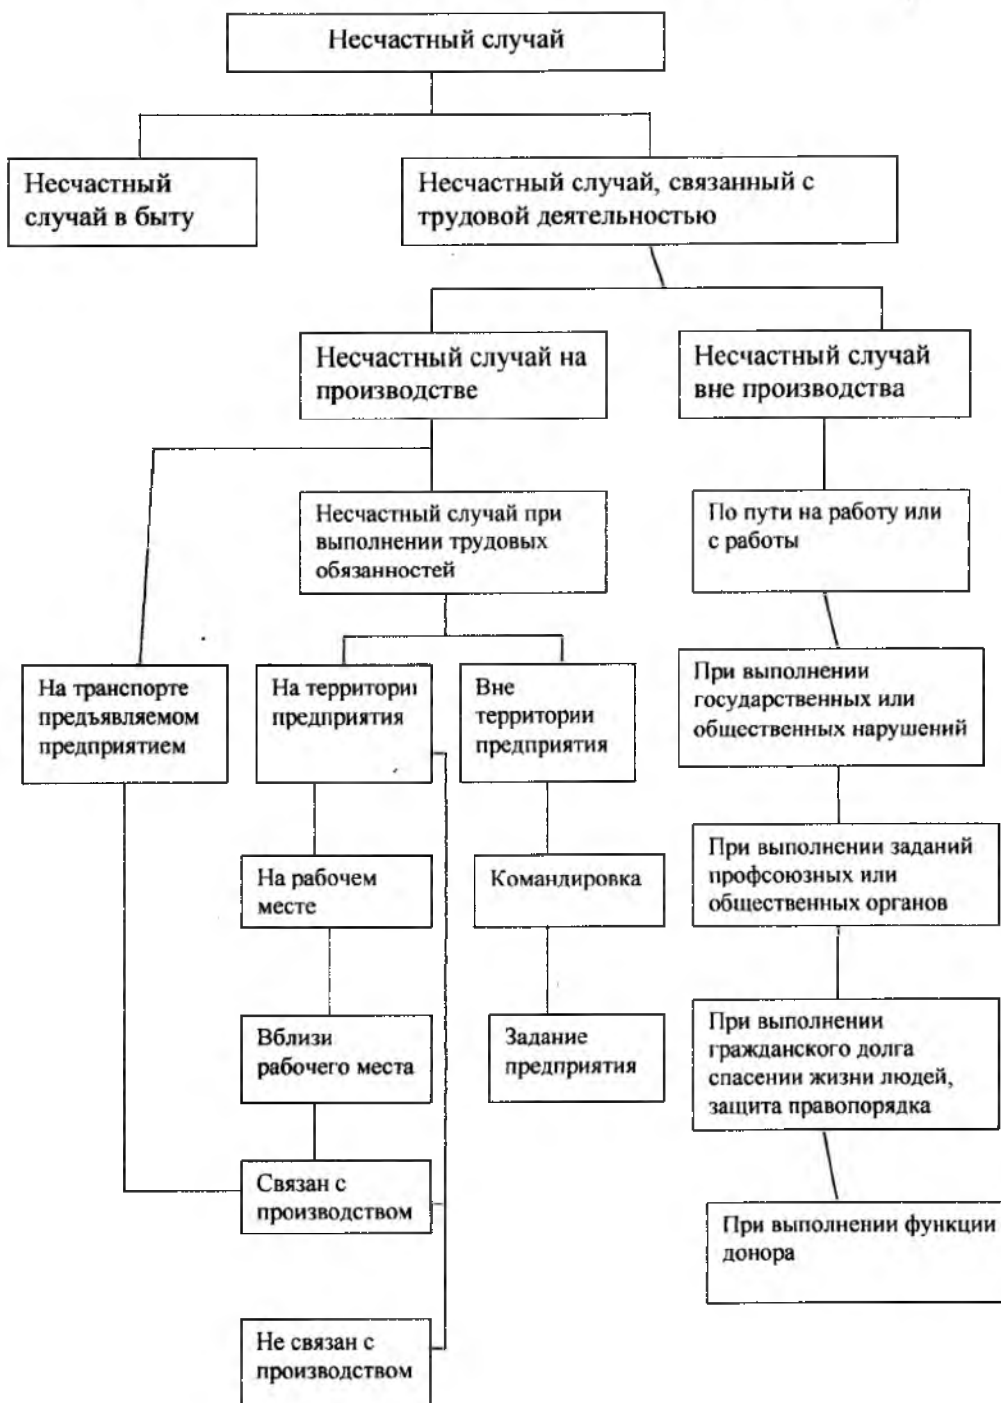 Несчастный случай
Несчастный
случай в быту
Несчастный случай, связанный с
трудовой деятельностью
Несчастный случай на
производстве
Несчастный случай
вне производства
Несчастный случай при
выполнении трудовых
обязанностей
По пути на работу или
с работы
На транспорте
предъявляемом
предприятием
На территории
предприятия
Вне
территории
предприятия
При выполнении
государственных или
общественных нарушений
На рабочем
месте
Командировка
При выполнении заданий
профсоюзных или
общественных органов
Вблизи
рабочего места
Задание
предприятия
При выполнении
гражданского долга
спасении жизни людей,
защита правопорядка
Связан с
производством
При выполнении функции
донора
Не связан с
производством